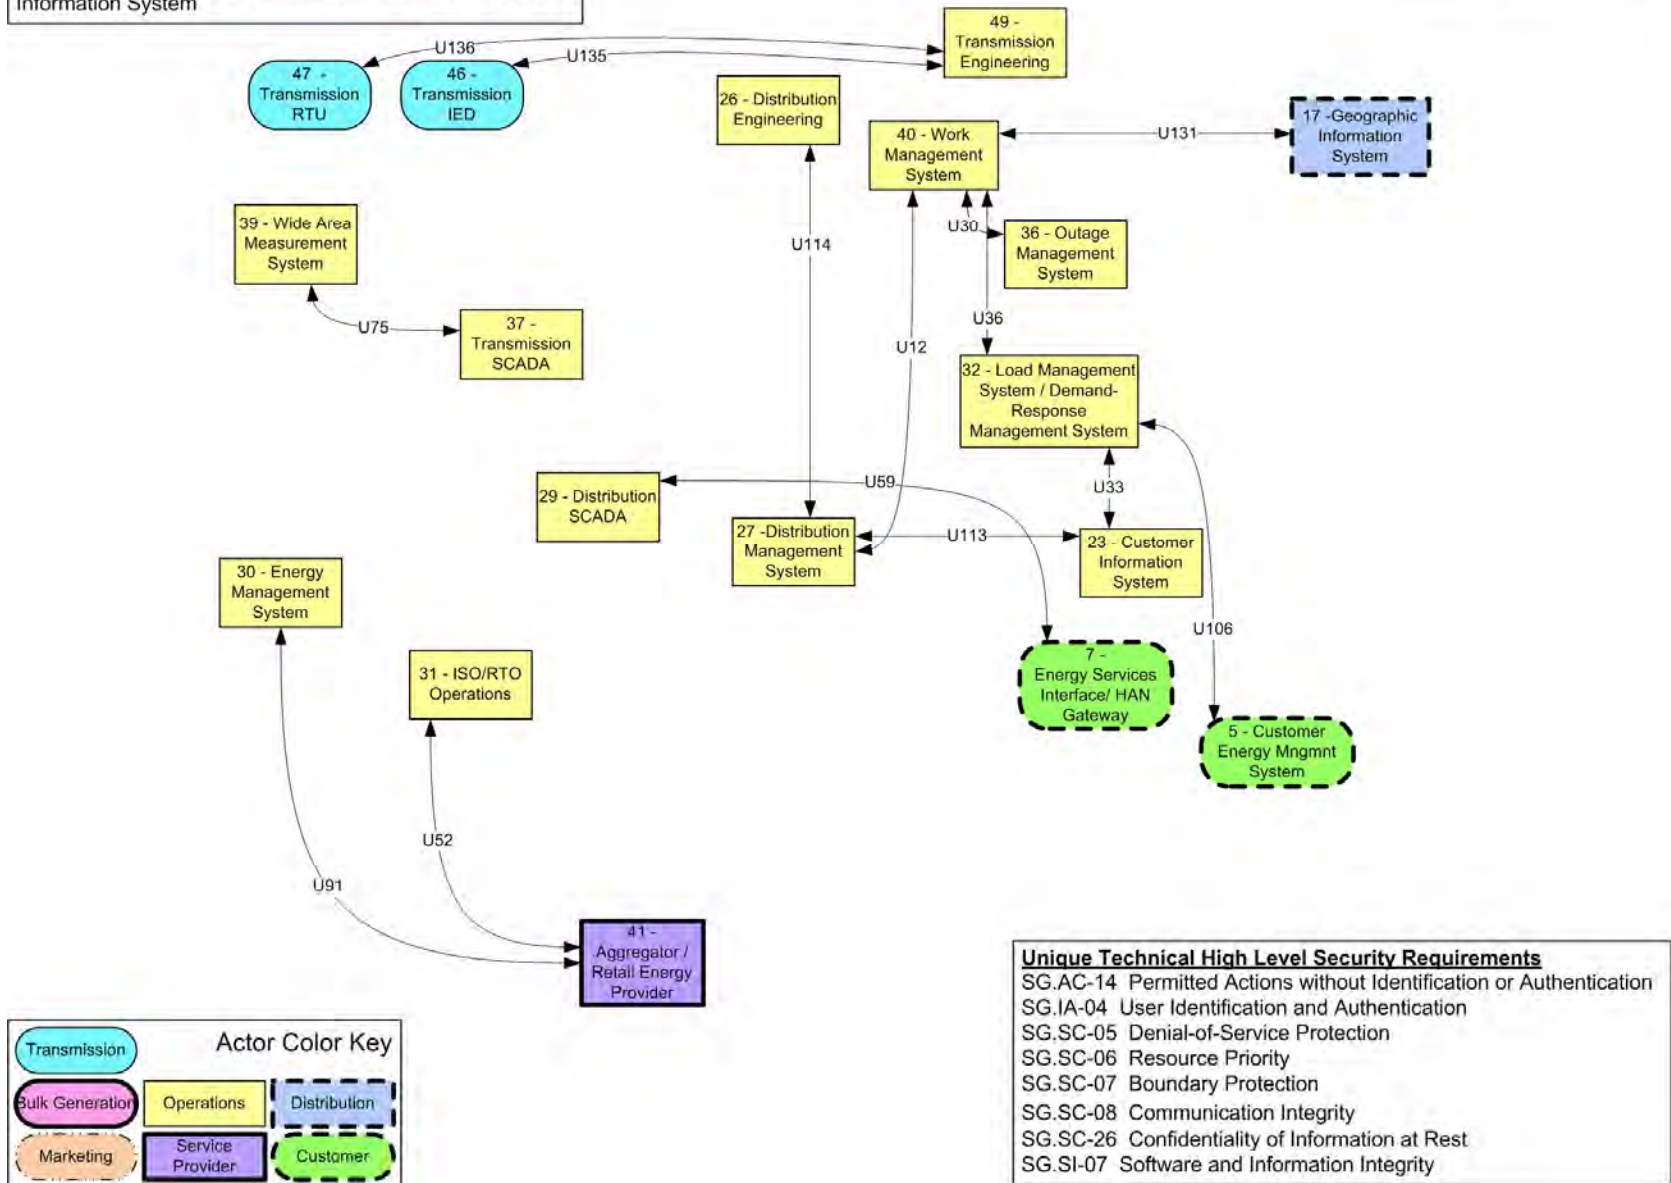 Information System
49 -
Transmission
Engineering
U136
U135
47 -
Transmission
RTU
46 -
Transmission
IED
26 - Distribution
Engineering
40 - Work
Management
System
U131
17 -Geographic
Information
System
39 - Wide Area
Measurement
System
U114
U30
36 - Outage
Management
System
U75
37 -
Transmission
SCADA
U12
U36
32 - Load Management
System / Demand-
Response
Management System
29 - Distribution
SCADA
U59
U33
27 -Distribution
Management
System
U113
23 - Customer
Information
System
30 - Energy
Management
System
U106
31 - ISO/RTO
Operations
7 -
Energy Services
Interface/ HAN
Gateway
5 - Customer
Energy Mngmnt
System
U52
U91
41 -
Aggregator /
Retail Energy
Provider
Unique Technical High Level Security Requirements
SG.AC-14 Permitted Actions without Identification or Authentication
SG.IA-04 User Identification and Authentication
SG.SC-05 Denial-of-Service Protection
SG.SC-06 Resource Priority
SG.SC-07 Boundary Protection
SG.SC-08 Communication Integrity
SG.SC-26 Confidentiality of Information at Rest
SG.SI-07 Software and Information Integrity
Actor Color Key
Transmission
Bulk Generation
Operations
Distribution
Marketing
Service
Provider
Customer